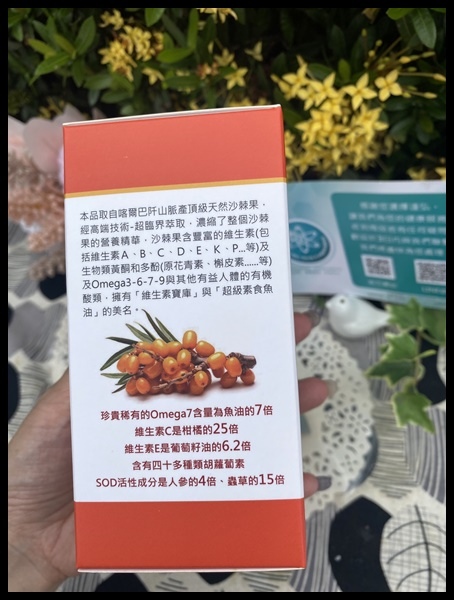 本品取自喀爾巴阡山脈產頂級天然沙棘果，
經高端技術-超臨界萃取，濃縮了整個沙棘
果的營養精華，沙棘果含豐富的維生素(包
括維生素A、B、C、D、E、K、P...等)及
生物類黃酮和多酚(原花青素、槲皮素......等)
及Omega3-6-7-9與其他有益人體的有機
酸類，擁有「維生素寶庫」與「超級素食魚
油」的美名。
珍貴稀有的Omega7含量為魚油的7倍
維生素C是柑橘的25倍
維生素E是葡萄籽油的6.2倍
含有四十多種類胡蘿蔔素
SOD活性成分是人參的4倍、蟲草的15倍